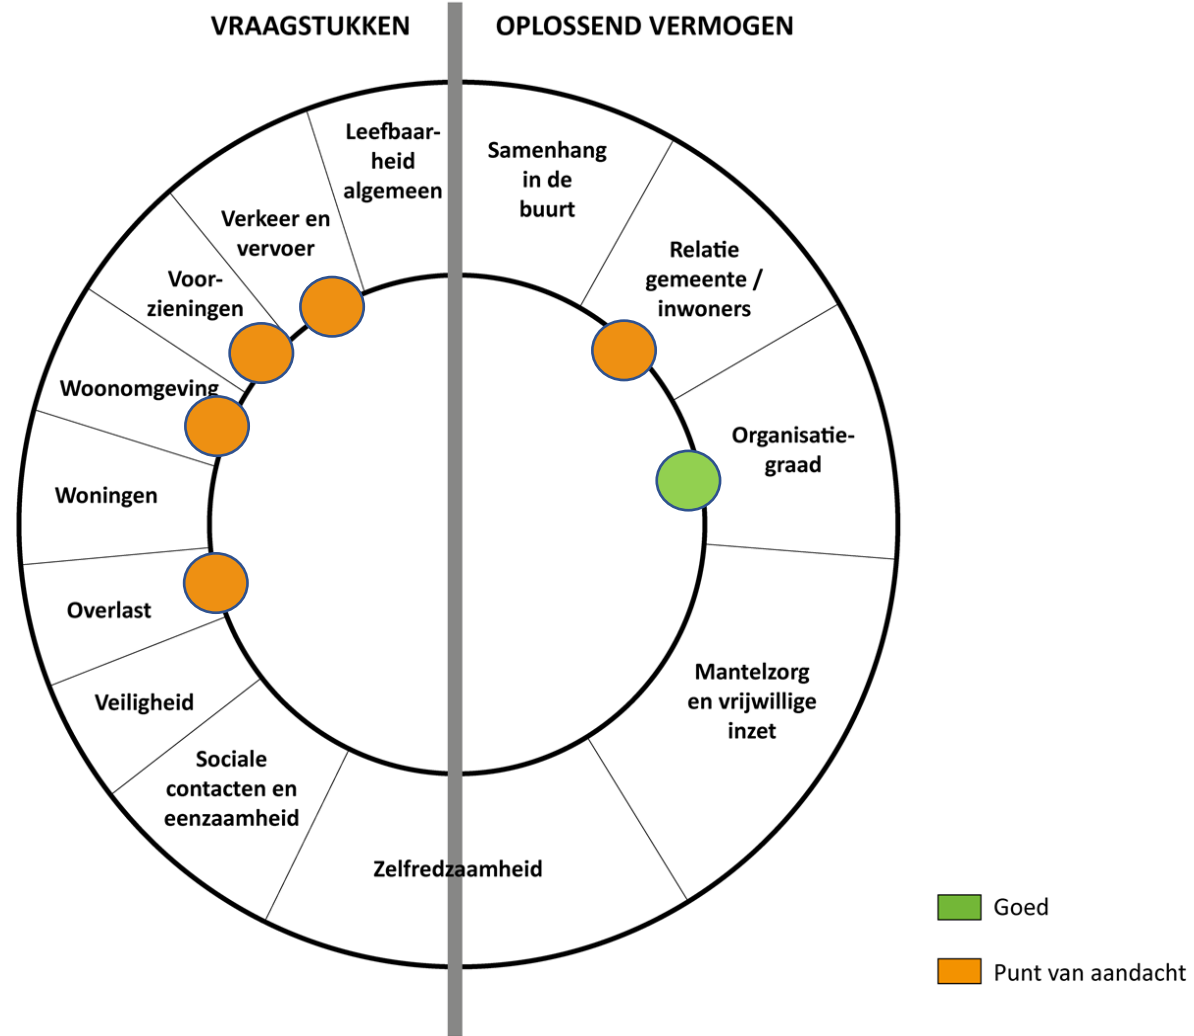 VRAAGSTUKKEN
OPLOSSEND VERMOGEN
Leefbaar-
heid
algemeen
Samenhang
in de
buurt
Verkeer en
vervoer
Relatie
gemeente /
inwoners
Voor-
zieningen
Woonomgeving
Organisatie-
graad
Woningen
Overlast
Veiligheid
Mantelzorg
en vrijwillige
inzet
Sociale
contacten en
eenzaamheid
Zelfredzaamheid
Goed
Punt van aandacht